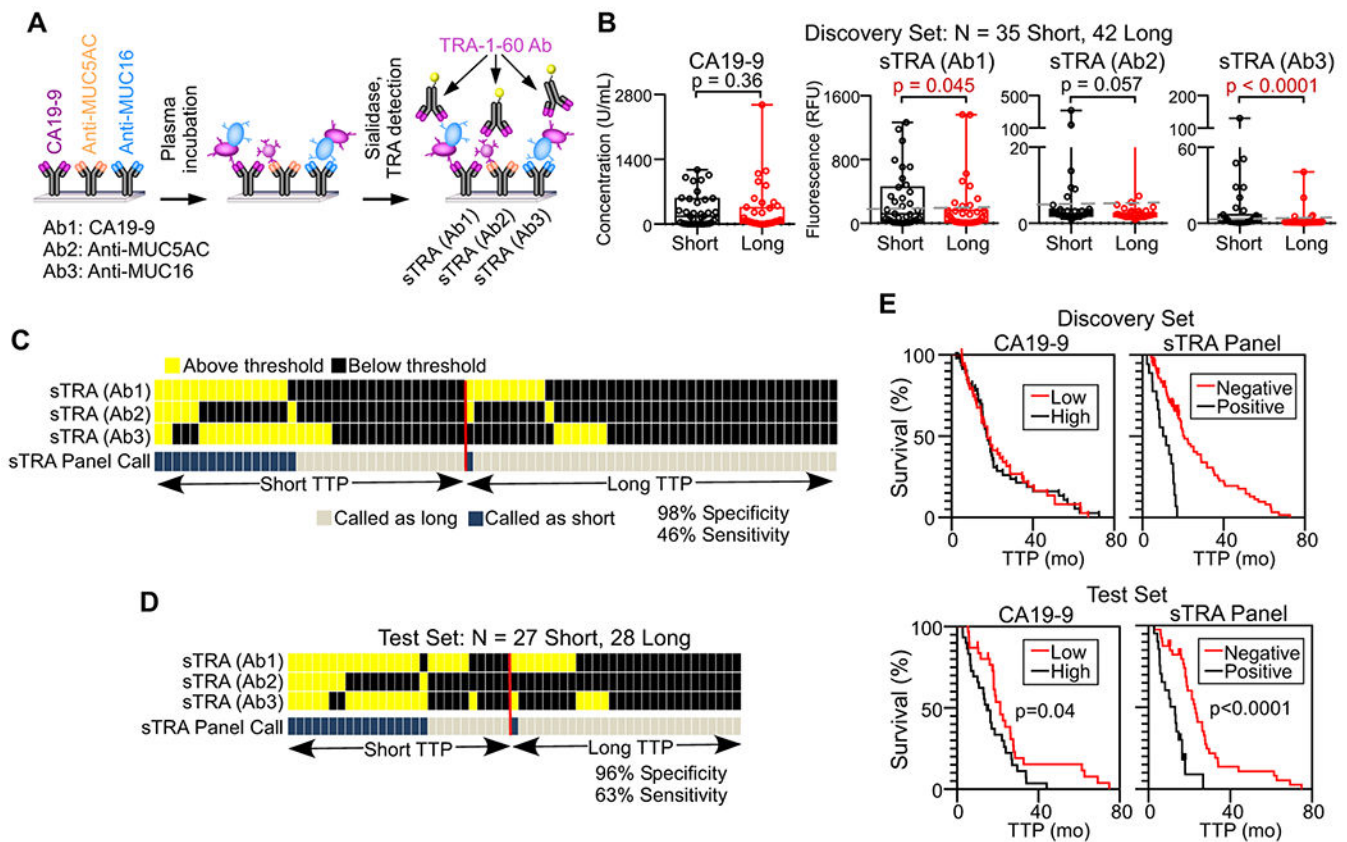 A
TRA-1-60 Ab
CA19-9
Anti-MUC5AC
Anti-MUC16
Plasma
incubation
Sialidase,
TRA detection
Ab1: CA19-9
Ab2: Anti-MUC5AC
Ab3: Anti-MUC16
sTRA (Ab1)
sTRA (Ab2)
sTRA (Ab3)
B
Discovery Set: N = 35 Short, 42 Long
CA19-9
p = 0.36
Concentration (U/mL)
2800
1400
0
Short
Long
sTRA (Ab1)
p = 0.045
Fluorescence (RFU)
1600
800
0
Short
Long
sTRA (Ab2)
p = 0.057
500
100
20
0
Short
Long
sTRA (Ab3)
p < 0.0001
200
100
60
0
Short
Long
C
Above threshold
Below threshold
sTRA (Ab1)
sTRA (Ab2)
sTRA (Ab3)
sTRA Panel Call
Short TTP
Long TTP
Called as long
Called as short
98% Specificity
46% Sensitivity
D
Test Set: N = 27 Short, 28 Long
sTRA (Ab1)
sTRA (Ab2)
sTRA (Ab3)
sTRA Panel Call
Short TTP
Long TTP
96% Specificity
63% Sensitivity
E
Discovery Set
CA19-9
sTRA Panel
Survival (%)
100
50
0
Low
High
Negative
Positive
0 40 80
TTP (mo)
0 40 80
TTP (mo)
Test Set
CA19-9
sTRA Panel
Survival (%)
100
50
0
Low
High
p=0.04
Negative
Positive
p<0.0001
0 40 80
TTP (mo)
0 40 80
TTP (mo)